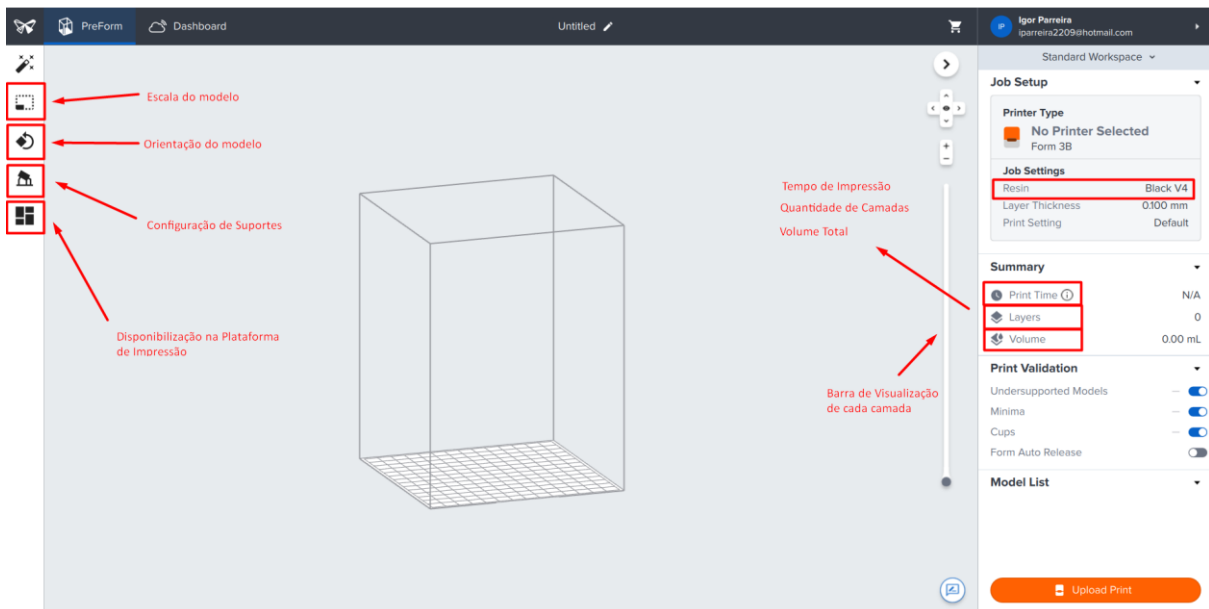 PreForm
Dashboard
Untitled
IP
Igor Parreira
iparreira2209@hotmail.com
Standard Workspace
Escala do modelo
Orientação do modelo
Configuração de Suportes
Disponibilização na Plataforma
de Impressão
Tempo de Impressão
Quantidade de Camadas
Volume Total
Barra de Visualização
de cada camada
Job Setup
Printer Type
No Printer Selected
Form 3B
Job Settings
Resin Black V4
Layer Thickness 0.100 mm
Print Setting Default
Summary
Print Time N/A
Layers 0
Volume 0.00 mL
Print Validation
Undersupported Models
Minima
Cups
Form Auto Release
Model List
Upload Print